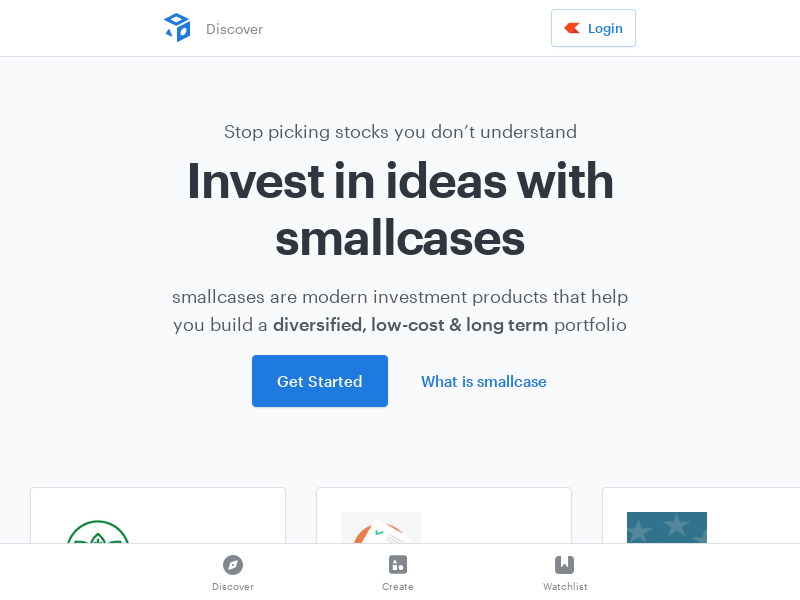 Discover
Login
Stop picking stocks you don’t understand
Invest in ideas with
smallcases
smallcases are modern investment products that help
you build a diversified, low-cost & long term portfolio
Get Started
What is smallcase
Discover
Create
Watchlist